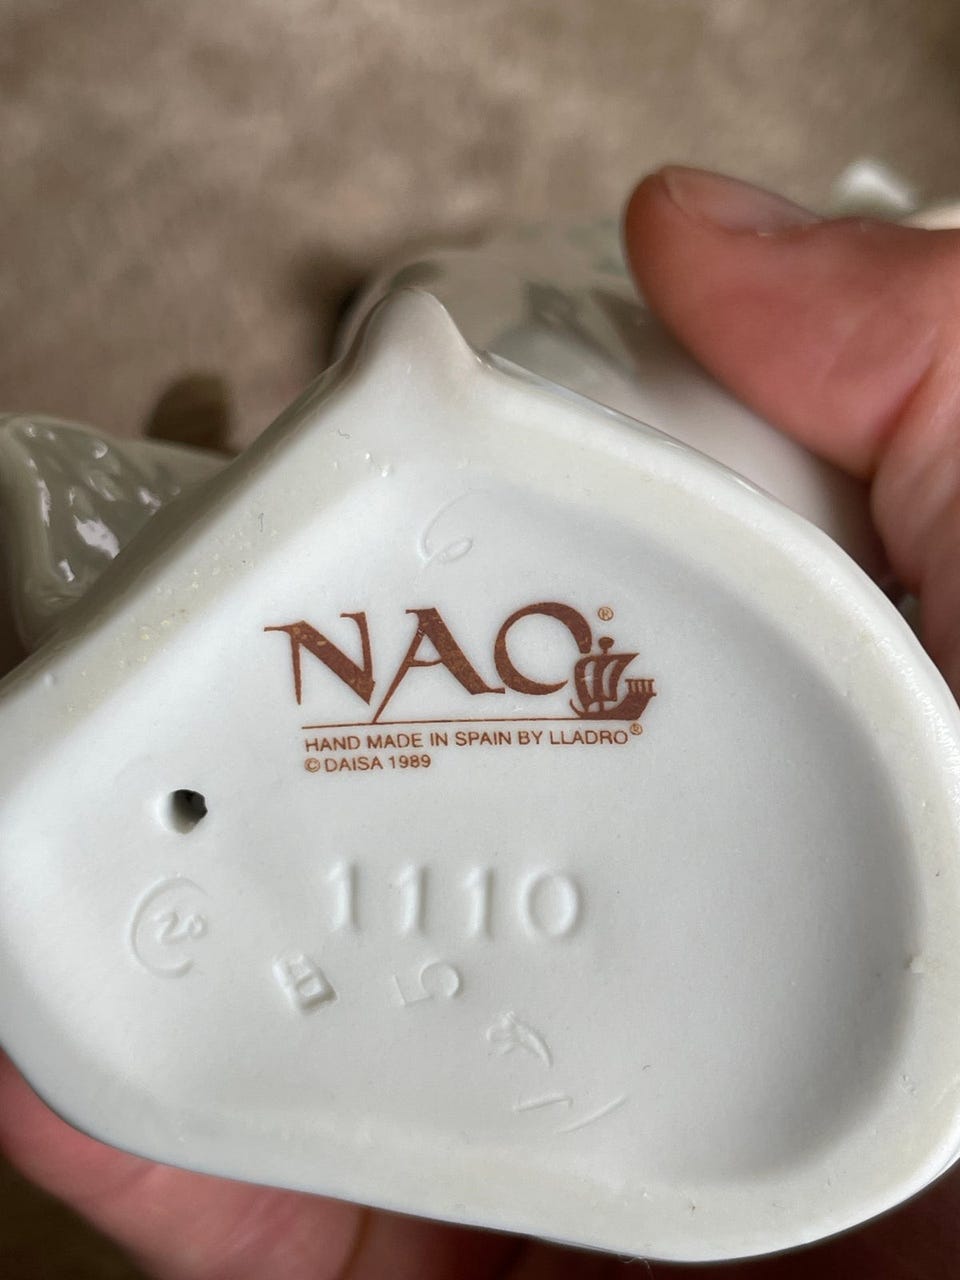 NAO®
HAND MADE IN SPAIN BY LLADRO®
© DAISA 1989
1110